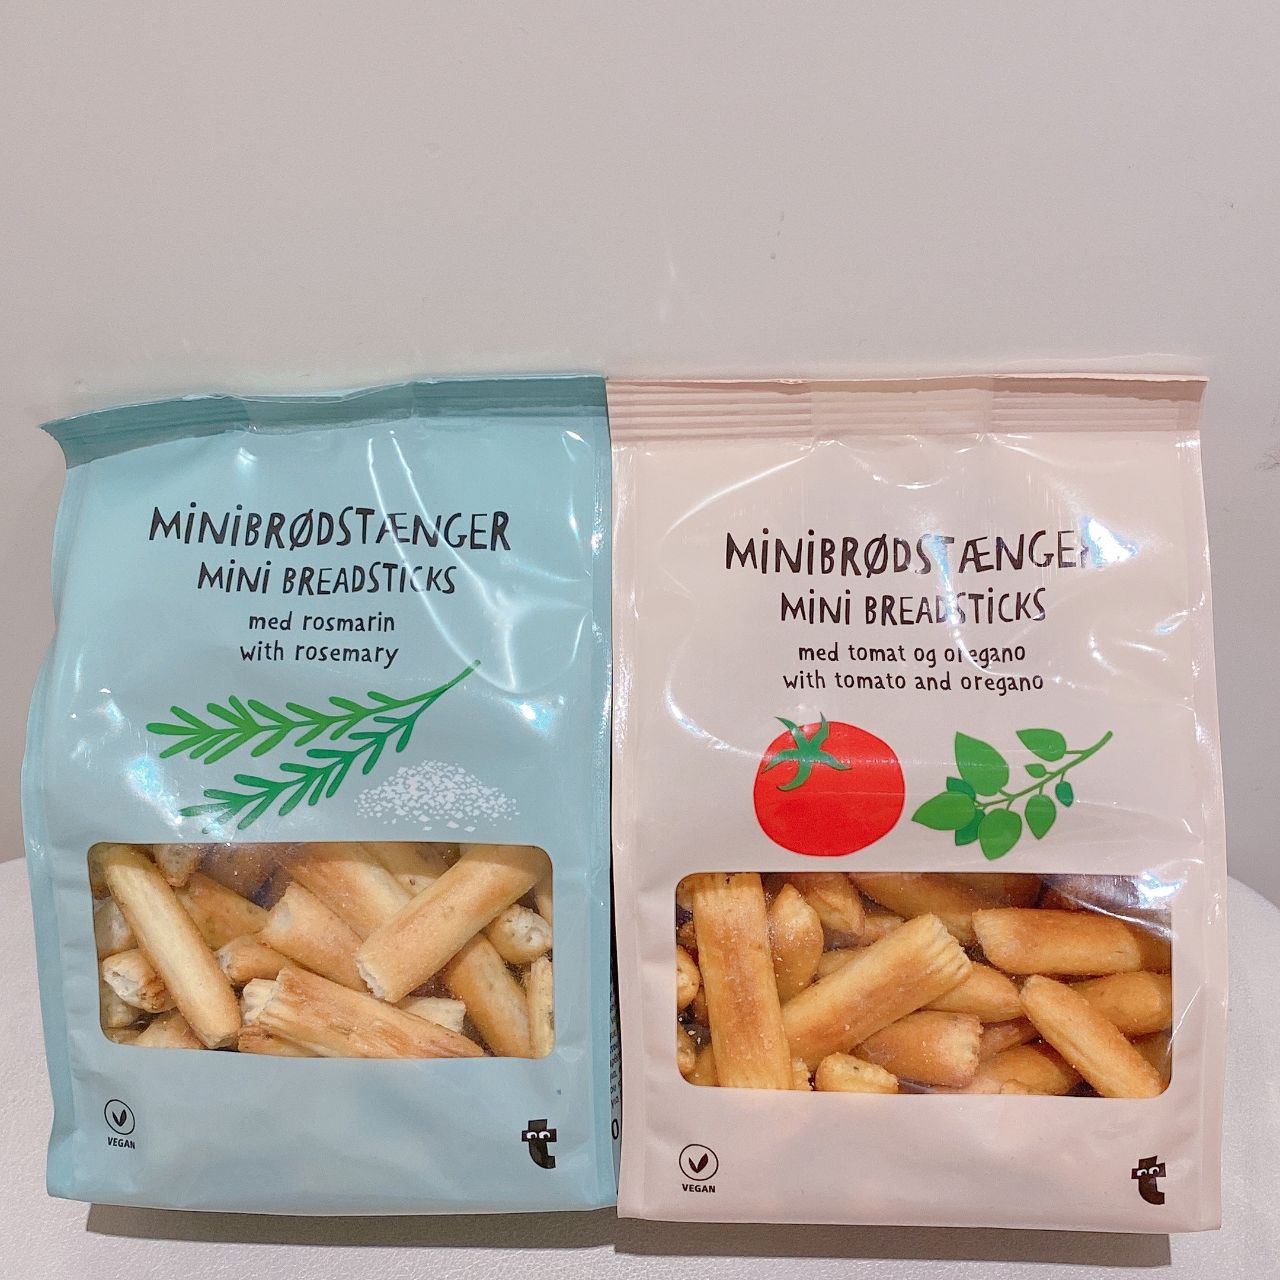 MINIBRØDSTÆNGER
MINI BREADSTICKS
med rosmarin
with rosemary
VEGAN
MINIBRØDSTÆNGER
MINI BREADSTICKS
med tomat og oregano
with tomato and oregano
VEGAN